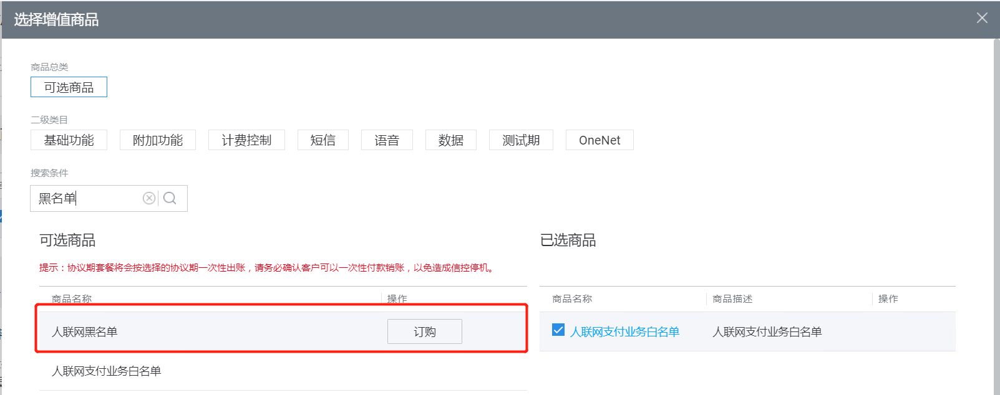 选择增值商品
商品总类
可选商品
二级类目
基础功能 附加功能 计费控制 短信 语音 数据 测试期 OneNet
搜索条件
黑名单
可选商品
提示：协议期套餐将会按选择的协议期一次性出账，请务必确认客户可以一次性付款销账，以免造成信控停机。
商品名称 操作
人联网黑名单 订购
人联网支付业务白名单
已选商品
商品名称 商品描述 操作
人联网支付业务白名单 人联网支付业务白名单